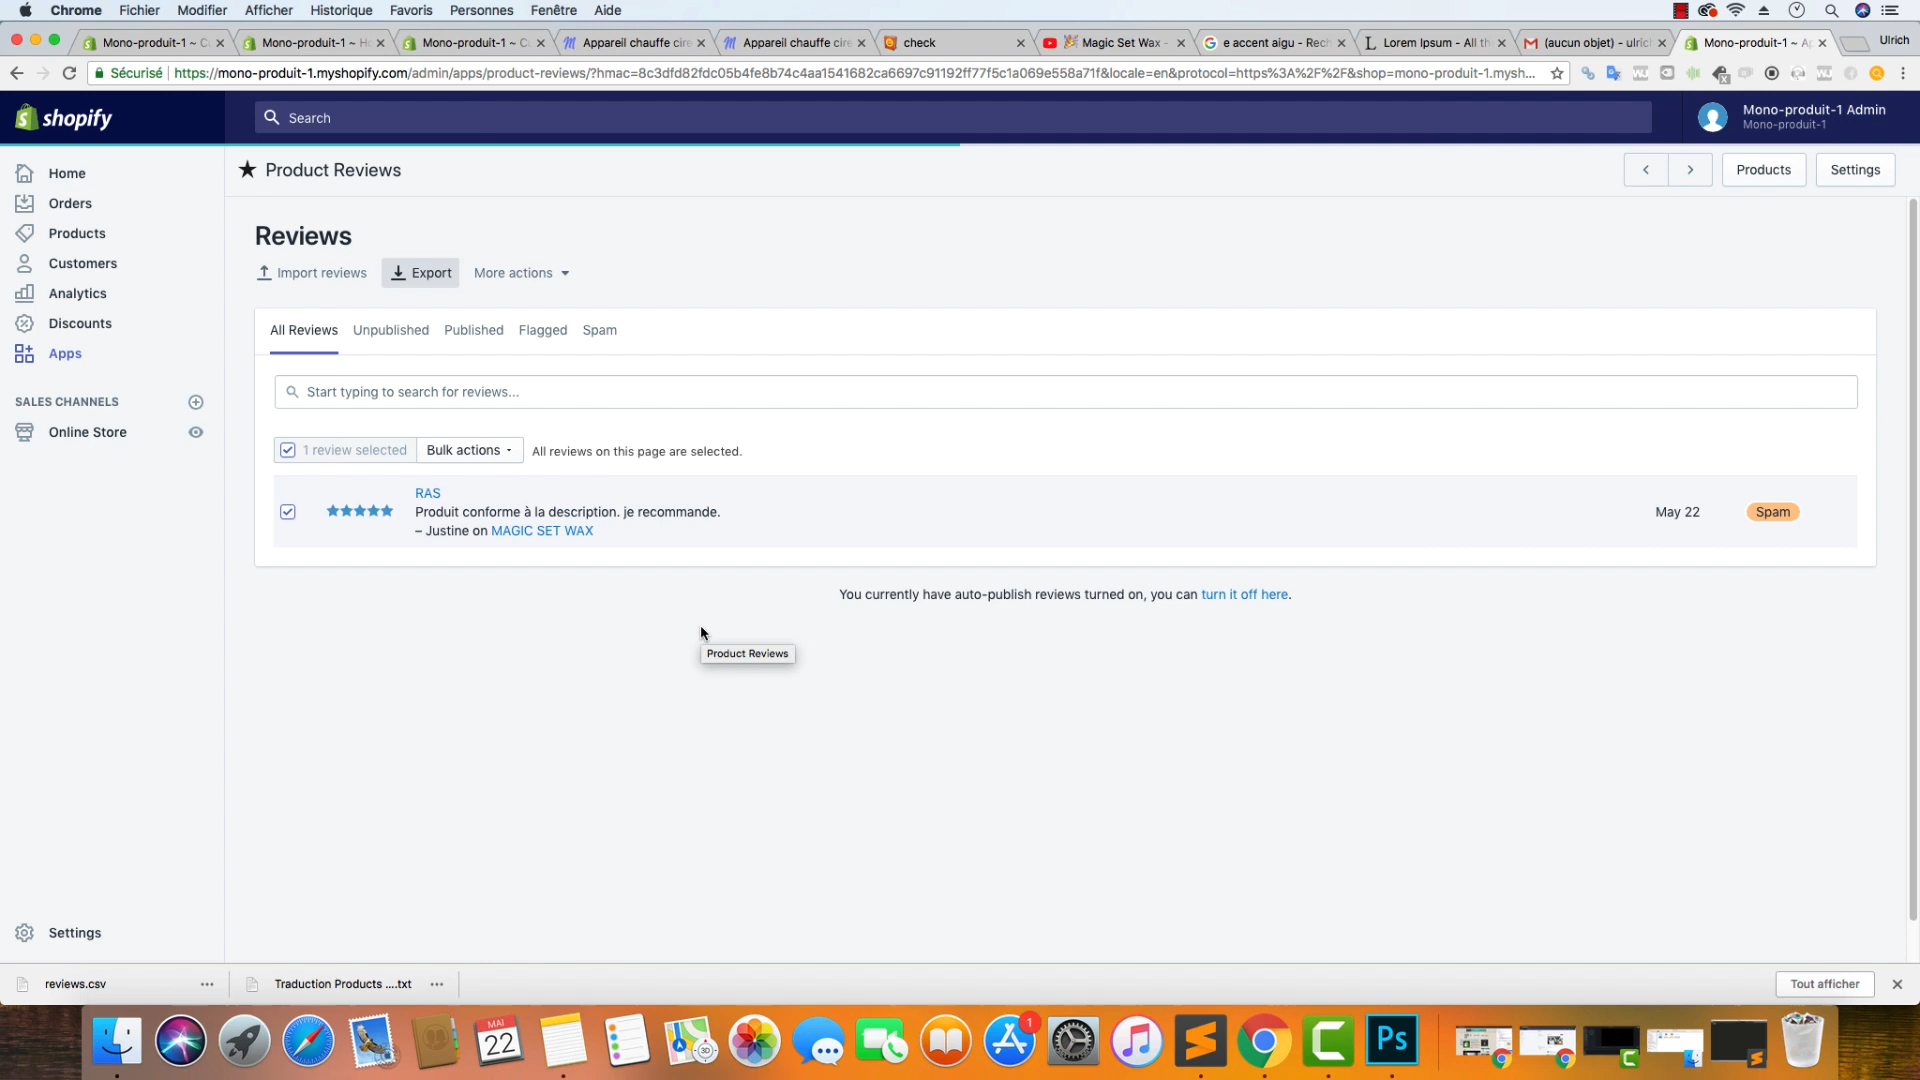 Chrome Fichier Modifier Afficher Historique Favoris Personnes Fenêtre Aide
Mono-produit-1 ~ C
Mono-produit-1 ~ H
Mono-produit-1 ~ C
Appareil chauffe cire
Appareil chauffe cire
check
Magic Set Wax -
e accent aigu - Rech
Lorem Ipsum - All th
(aucun objet) - ulric
Mono-produit-1 ~ A
Ulrich
Sécurisé https://mono-produit-1.myshopify.com/admin/apps/product-reviews/?hmac=8c3dfd82fdc05b4fe8b74c4aa1541682ca6697c91192ff77f5c1a069e558a71f&locale=en&protocol=https%3A%2F%2F&shop=mono-produit-1.mysh...
shopify
Search
Mono-produit-1 Admin
Mono-produit-1
Home
Orders
Products
Customers
Analytics
Discounts
Apps
SALES CHANNELS
Online Store
Settings
Product Reviews
Products
Settings
Reviews
Import reviews Export More actions
All Reviews Unpublished Published Flagged Spam
Start typing to search for reviews...
1 review selected Bulk actions All reviews on this page are selected.
RAS
Produit conforme à la description. je recommande.
– Justine on MAGIC SET WAX
May 22
Spam
You currently have auto-publish reviews turned on, you can turn it off here.
Product Reviews
reviews.csv
Traduction Products ....txt
Tout afficher
MAI
22
3D
1
Ps